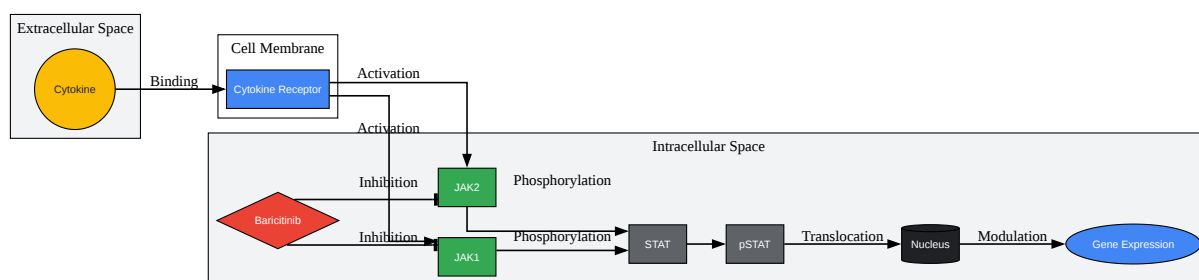 Extracellular Space
Cytokine
Binding
Cell Membrane
Cytokine Receptor
Activation
Activation
Intracellular Space
Baricitinib
Inhibition
Inhibition
JAK2
JAK1
Phosphorylation
Phosphorylation
STAT
pSTAT
Translocation
Nucleus
Modulation
Gene Expression